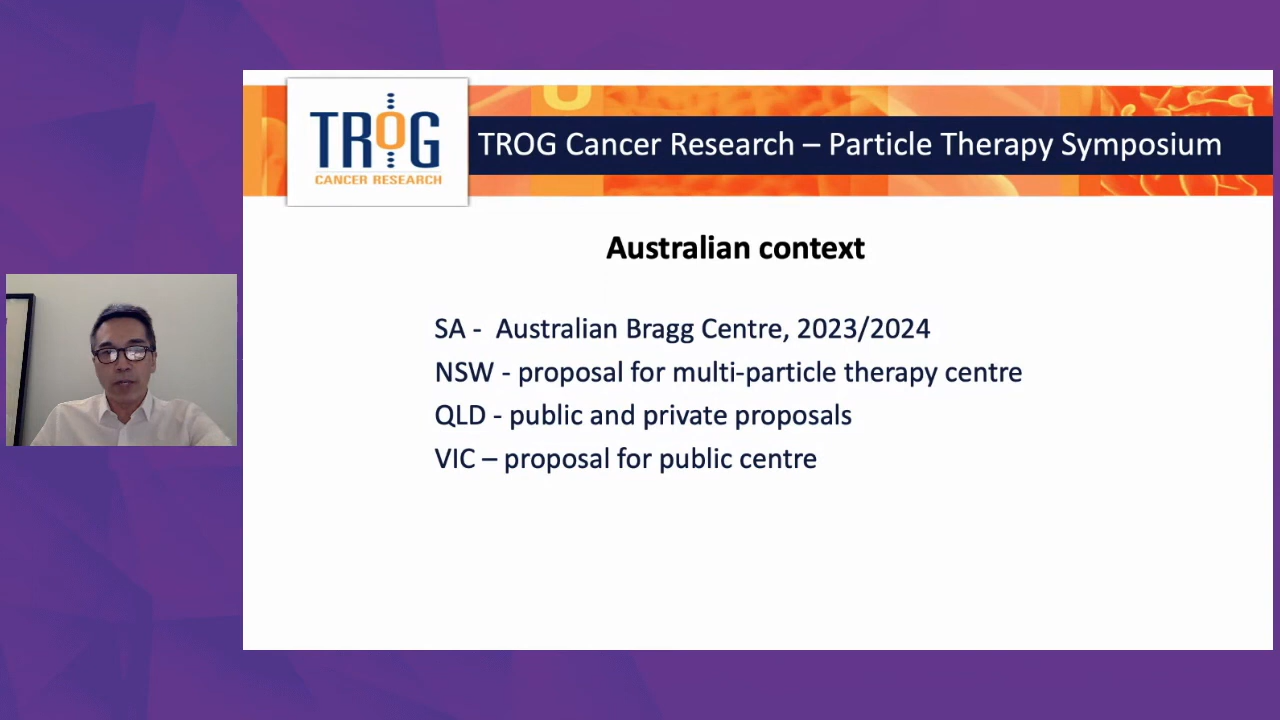 TROG
CANCER RESEARCH
TROG Cancer Research – Particle Therapy Symposium
Australian context
SA - Australian Bragg Centre, 2023/2024
NSW - proposal for multi-particle therapy centre
QLD - public and private proposals
VIC – proposal for public centre